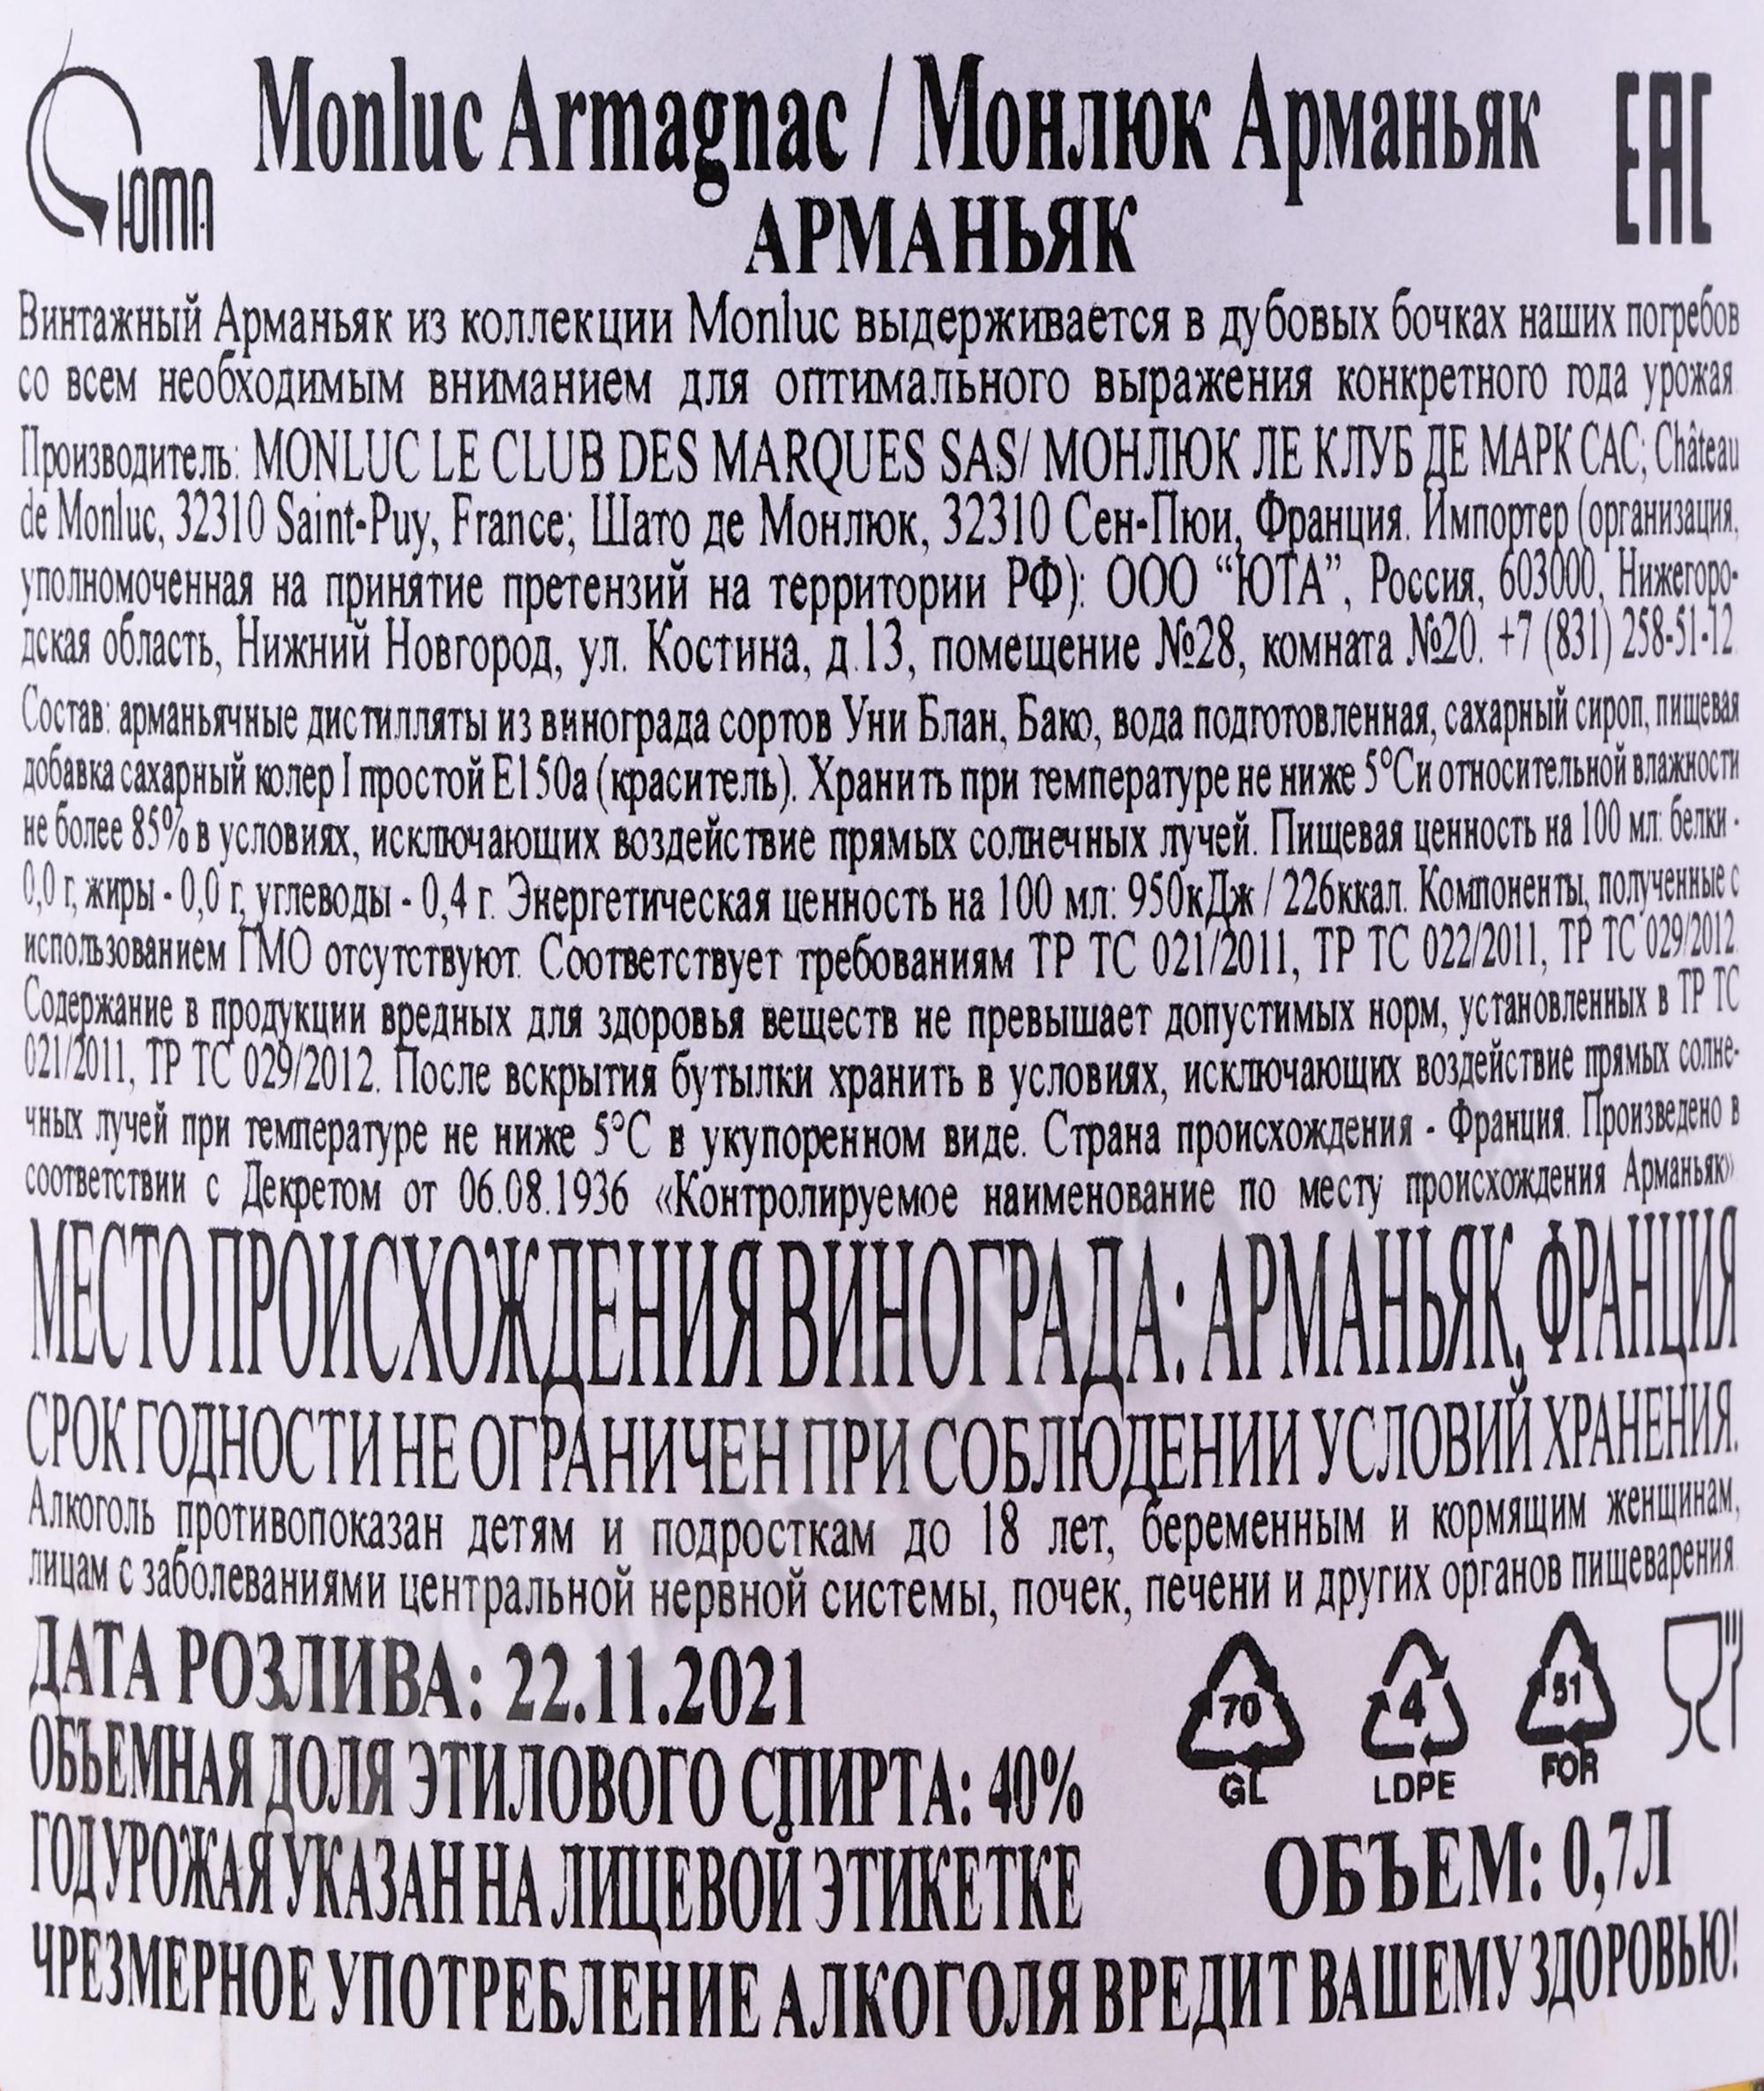 ЮТА
Monluc Armagnac / Монлюк Арманьяк
EAC
АРМАНЬЯК
Винтажный Арманьяк из коллекции Monluc выдерживается в дубовых бочках наших погребов
со всем необходимым вниманием для оптимального выражения конкретного года урожая.
Производитель: MONLUC LE CLUB DES MARQUES SAS/ МОНЛЮК ЛЕ КЛУБ ДЕ МАРК САС; Château
de Monluc, 32310 Saint-Puy, France; Шато де Монлюк, 32310 Сен-Пюи, Франция. Импортер (организация,
уполномоченная на принятие претензий на территории РФ): ООО “ЮТА”, Россия, 603000, Нижегоро-
дская область, Нижний Новгород, ул. Костина, д.13, помещение №28, комната №20. +7 (831) 258-51-12.
Состав: арманьячные дистилляты из винограда сортов Уни Блан, Бако, вода подготовленная, сахарный сироп, пищевая
добавка сахарный колер I простой Е150а (краситель). Хранить при температуре не ниже 5°С и относительной влажности
не более 85% в условиях, исключающих воздействие прямых солнечных лучей. Пищевая ценность на 100 мл: белки -
0,0 г, жиры - 0,0 г, углеводы - 0,4 г. Энергетическая ценность на 100 мл: 950кДж / 226ккал. Компоненты, полученные с
использованием ГМО отсутствуют. Соответствует требованиям ТР ТС 021/2011, ТР ТС 022/2011, ТР ТС 029/2012.
Содержание в продукции вредных для здоровья веществ не превышает допустимых норм, установленных в ТР ТС
021/2011, ТР ТС 029/2012. После вскрытия бутылки хранить в условиях, исключающих воздействие прямых солне-
чных лучей при температуре не ниже 5°С в укупоренном виде. Страна происхождения - Франция. Произведено в
соответствии с Декретом от 06.08.1936 «Контролируемое наименование по месту происхождения Арманьяк»
МЕСТО ПРОИСХОЖДЕНИЯ ВИНОГРАДА: АРМАНЬЯК, ФРАНЦИЯ
СРОК ГОДНОСТИ НЕ ОГРАНИЧЕН ПРИ СОБЛЮДЕНИИ УСЛОВИЙ ХРАНЕНИЯ.
Алкоголь противопоказан детям и подросткам до 18 лет, беременным и кормящим женщинам,
лицам с заболеваниями центральной нервной системы, почек, печени и других органов пищеварения.
ДАТА РОЗЛИВА: 22.11.2021
70
GL
4
LDPE
51
FOR
ОБЪЕМНАЯ ДОЛЯ ЭТИЛОВОГО СПИРТА: 40%
ГОД УРОЖАЯ УКАЗАН НА ЛИЦЕВОЙ ЭТИКЕТКЕ
ОБЪЕМ: 0,7Л
ЧРЕЗМЕРНОЕ УПОТРЕБЛЕНИЕ АЛКОГОЛЯ ВРЕДИТ ВАШЕМУ ЗДОРОВЬЮ!